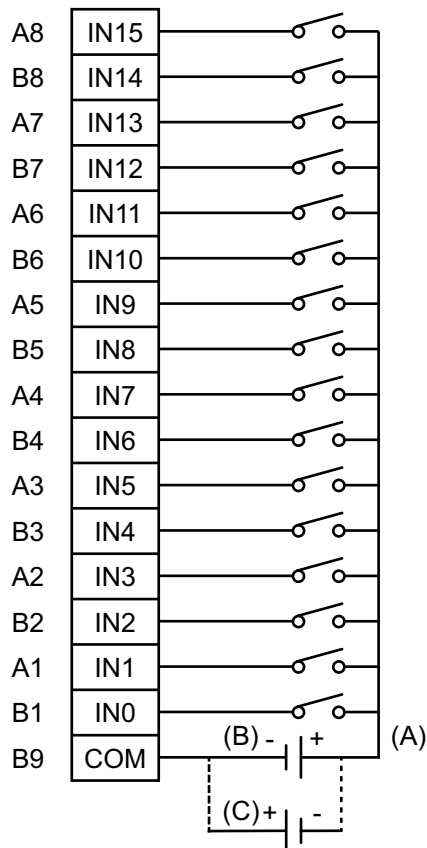 A8 IN15
B8 IN14
A7 IN13
B7 IN12
A6 IN11
B6 IN10
A5 IN9
B5 IN8
A4 IN7
B4 IN6
A3 IN5
B3 IN4
A2 IN3
B2 IN2
A1 IN1
B1 IN0
(B) - + (A)
B9 COM
(C) + -